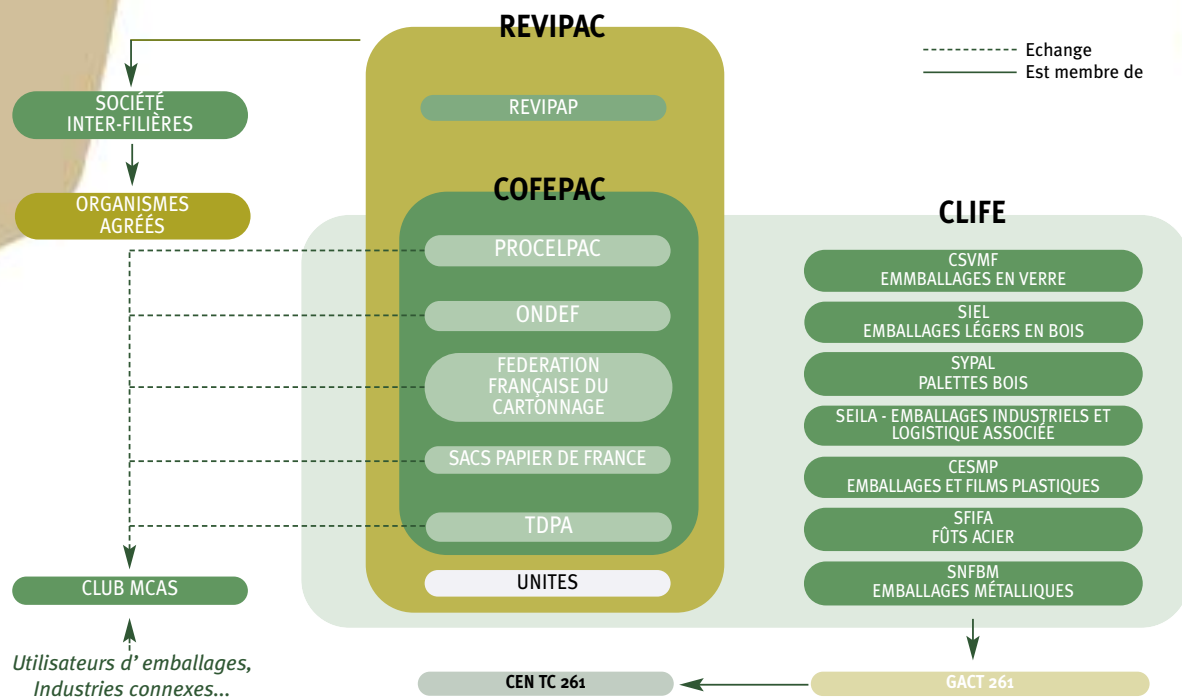 REVIPAC
Echange
Est membre de
SOCIÉTÉ
INTER-FILIÈRES
REVIPAP
ORGANISMES
AGRÉÉS
COFEPAC
CLIFE
PROCELPAC
ONDEF
FEDERATION
FRANÇAISE DU
CARTONNAGE
SACS PAPIER DE FRANCE
TDPA
UNITES
CSVMF
EMMBALLAGES EN VERRE
SIEL
EMBALLAGES LÉGERS EN BOIS
SYPAL
PALETTES BOIS
SEILA - EMBALLAGES INDUSTRIELS ET
LOGISTIQUE ASSOCIÉE
CESMP
EMBALLAGES ET FILMS PLASTIQUES
SFIFA
FÛTS ACIER
SNFBM
EMBALLAGES MÉTALLIQUES
CLUB MCAS
Utilisateurs d' emballages,
Industries connexes...
CEN TC 261
GACT 261